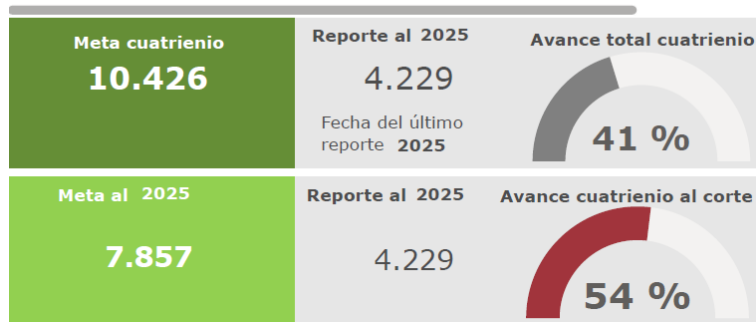 Meta cuatrienio
10.426
Reporte al 2025
4.229
Fecha del último
reporte 2025
Avance total cuatrienio
41 %
Meta al 2025
7.857
Reporte al 2025
4.229
Avance cuatrienio al corte
54 %